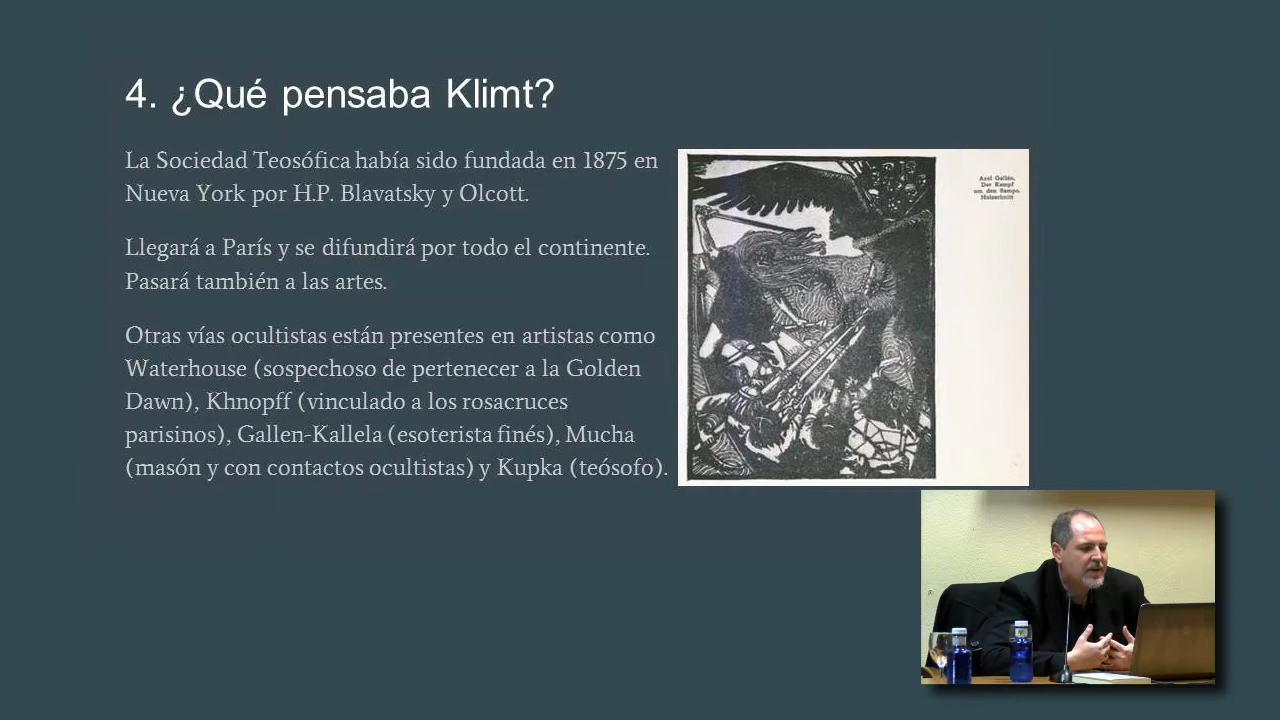 4. ¿Qué pensaba Klimt?
La Sociedad Teosófica había sido fundada en 1875 en
Nueva York por H.P. Blavatsky y Olcott.
Llegará a París y se difundirá por todo el continente.
Pasará también a las artes.
Otras vías ocultistas están presentes en artistas como
Waterhouse (sospechoso de pertenecer a la Golden
Dawn), Khnopff (vinculado a los rosacruces
parisinos), Gallen-Kallela (esoterista finés), Mucha
(masón y con contactos ocultistas) y Kupka (teósofo).
Axel Gallén,
Der Kampf
um den Sampo.
Holzschnitt